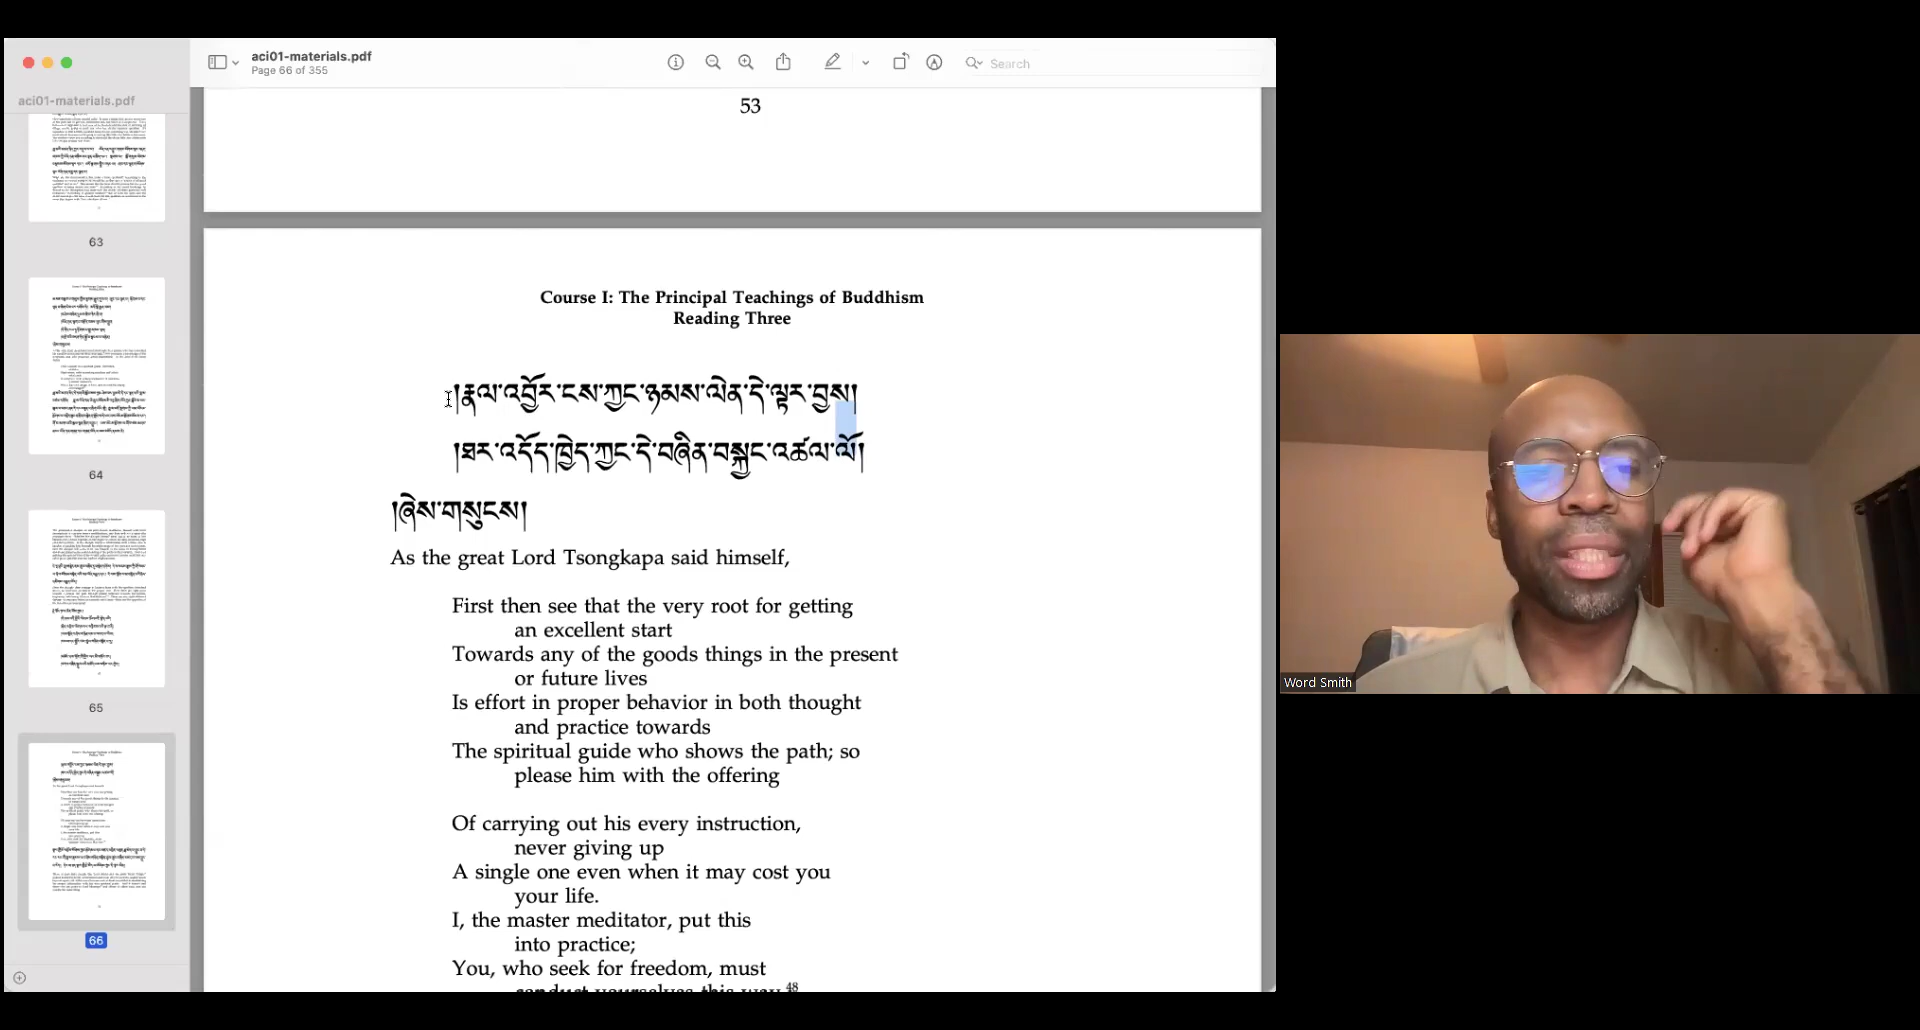 aci01-materials.pdf
Page 66 of 355
Search
aci01-materials.pdf
63
64
65
66
53
Course I: The Principal Teachings of Buddhism
Reading Three
།རྣལ་འབྱོར་ངས་ཀྱང་ཉམས་ལེན་དེ་ལྟར་བྱས།།
།ཐར་འདོད་ཁྱེད་ཀྱང་དེ་བཞིན་བསྐྱང་འཚལ་ལོ།
།ཞེས་གསུངས།
As the great Lord Tsongkapa said himself,
First then see that the very root for getting
an excellent start
Towards any of the goods things in the present
or future lives
Is effort in proper behavior in both thought
and practice towards
The spiritual guide who shows the path; so
please him with the offering
Of carrying out his every instruction,
never giving up
A single one even when it may cost you
your life.
I, the master meditator, put this
into practice;
You, who seek for freedom, must
conduct yourselves this way.48
Word Smith